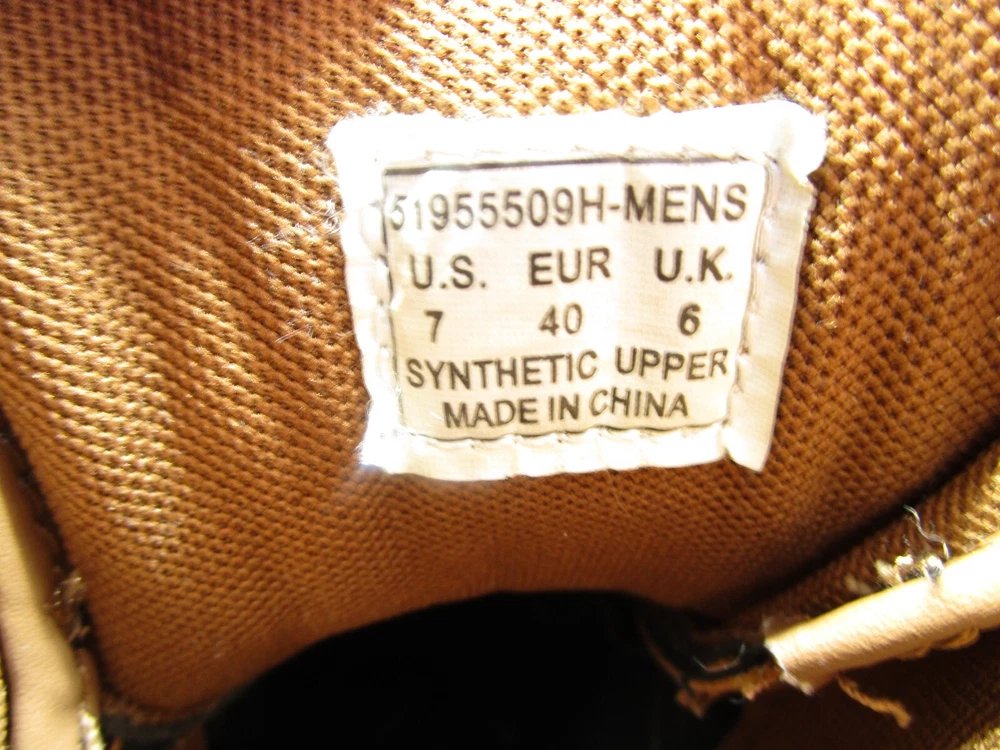 51955509H-MENS
U.S. EUR U.K.
7 40 6
SYNTHETIC UPPER
MADE IN CHINA